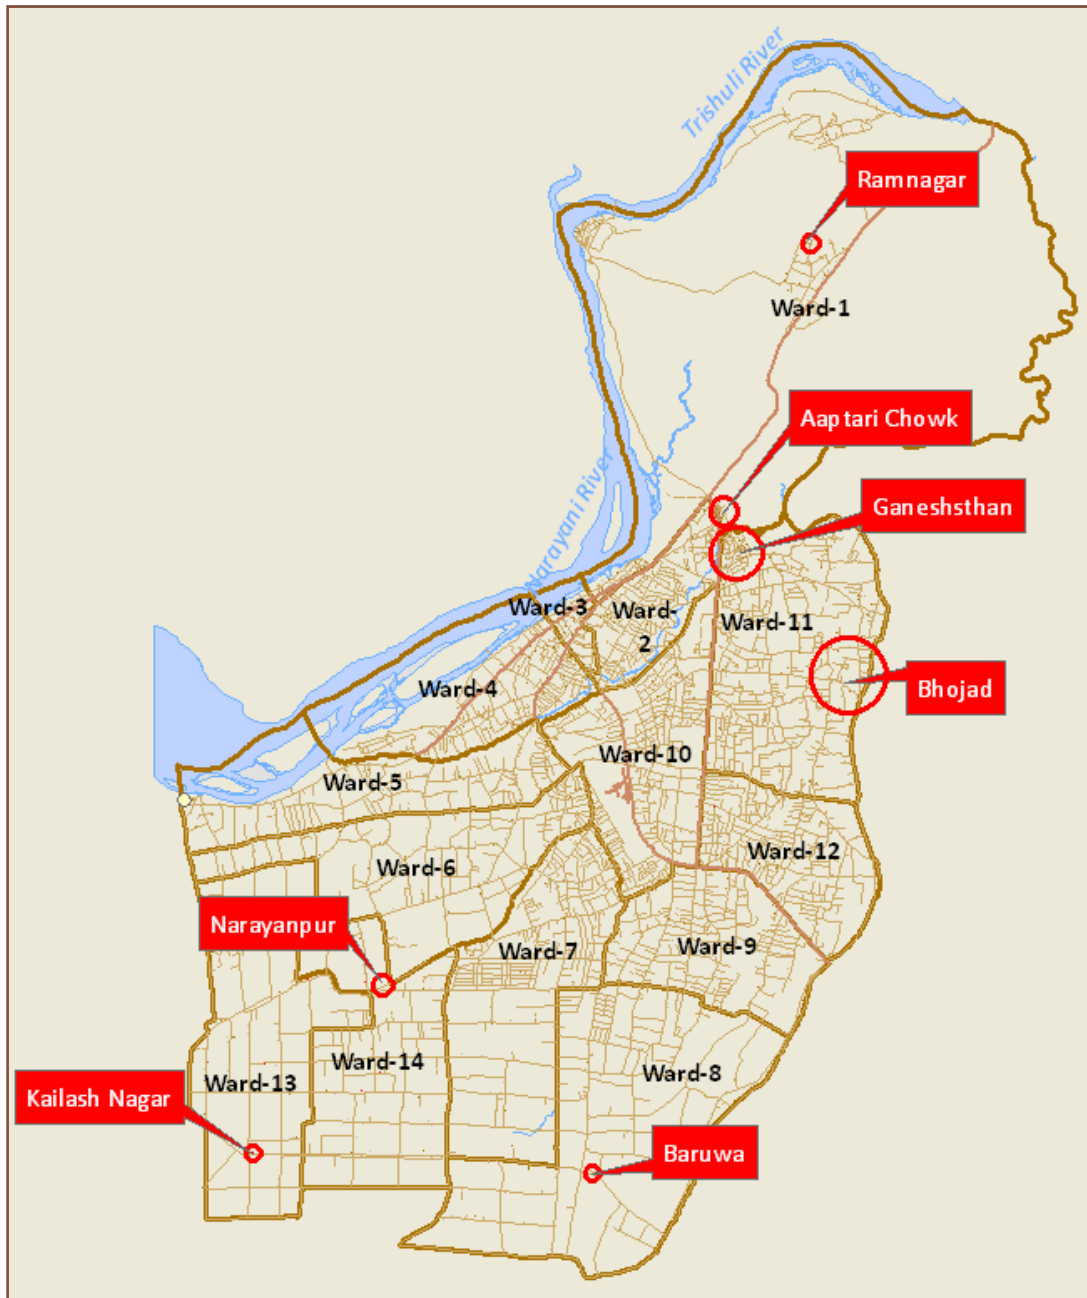 Trishuli River
Ramnagar
Ward-1
Aaptari Chowk
Narayani River
Ganeshsthan
Ward-3
Ward-
2
Ward-11
Ward-4
Bhojad
Ward-10
Ward-5
Ward-12
Ward-6
Narayanpur
Ward-7
Ward-9
Ward-14
Ward-8
Ward-13
Kailash Nagar
Baruwa